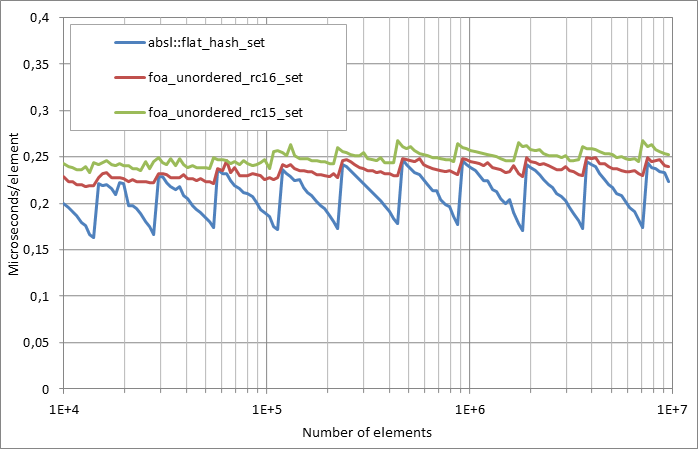 0,4
0,35
0,3
0,25
0,2
0,15
0,1
0,05
0
Microseconds/element
absl::flat_hash_set
foa_unordered_rc16_set
foa_unordered_rc15_set
1E+4
1E+5
1E+6
1E+7
Number of elements